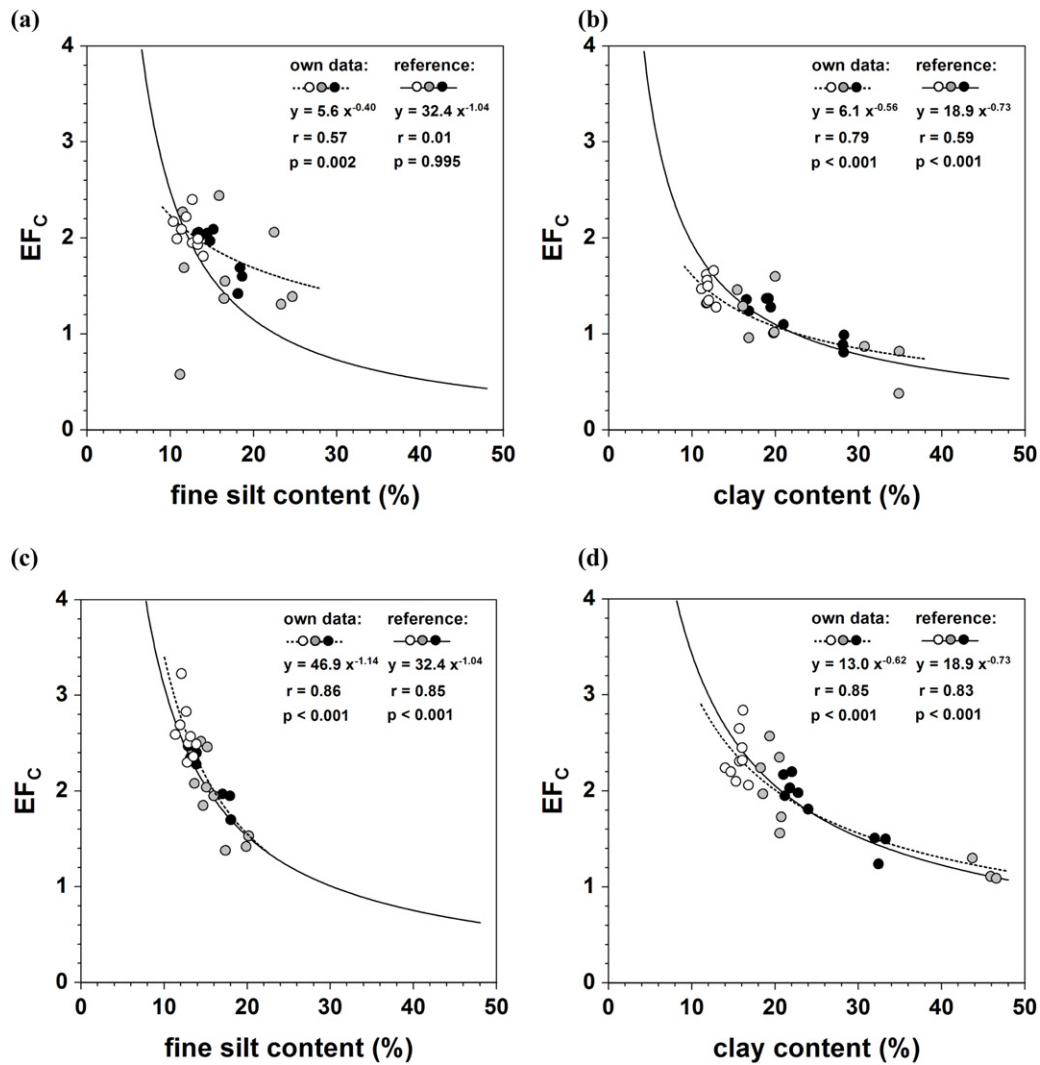 (a)
own data: reference:
y = 5.6 x^-0.40 y = 32.4 x^-1.04
r = 0.57 r = 0.01
p = 0.002 p = 0.995
EF_C
4
3
2
1
0
0 10 20 30 40 50
fine silt content (%)
(b)
own data: reference:
y = 6.1 x^-0.56 y = 18.9 x^-0.73
r = 0.79 r = 0.59
p < 0.001 p < 0.001
EF_C
4
3
2
1
0
0 10 20 30 40 50
clay content (%)
(c)
own data: reference:
y = 46.9 x^-1.14 y = 32.4 x^-1.04
r = 0.86 r = 0.85
p < 0.001 p < 0.001
EF_C
4
3
2
1
0
0 10 20 30 40 50
fine silt content (%)
(d)
own data: reference:
y = 13.0 x^-0.62 y = 18.9 x^-0.73
r = 0.85 r = 0.83
p < 0.001 p < 0.001
EF_C
4
3
2
1
0
0 10 20 30 40 50
clay content (%)